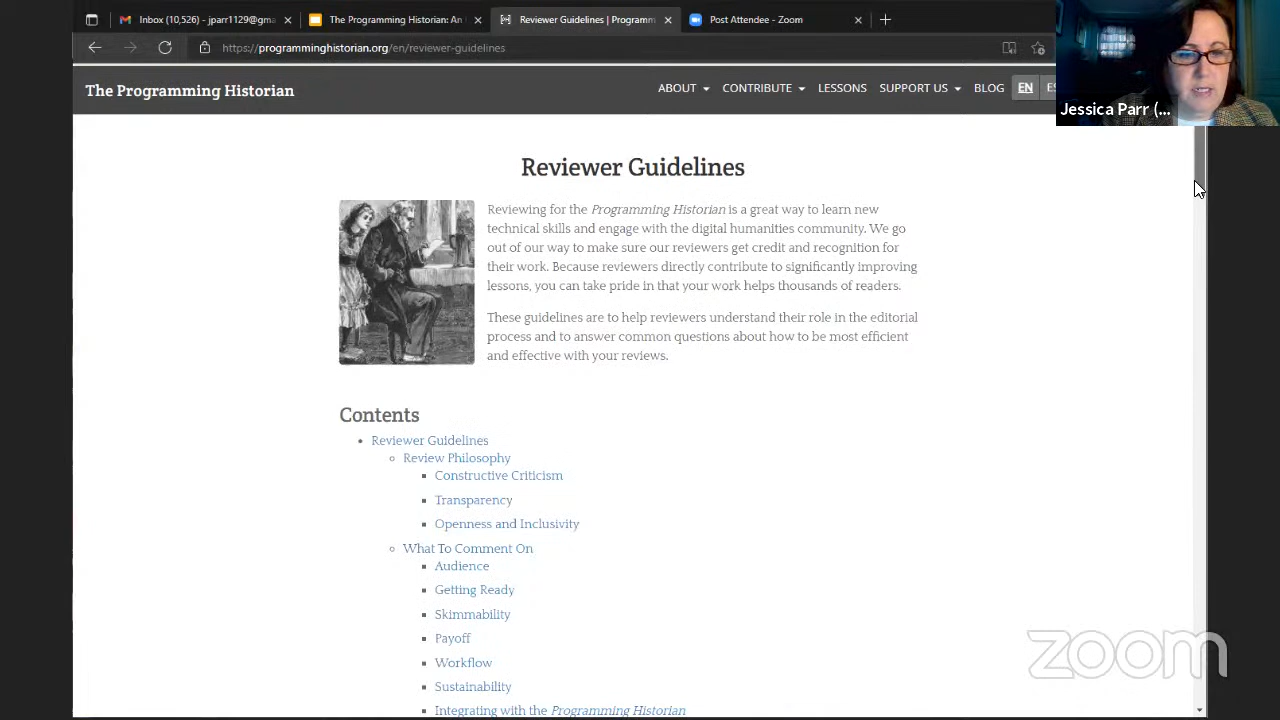 Inbox (10,526) - jparr1129@gma
The Programming Historian: An
Reviewer Guidelines | Programm
Post Attendee - Zoom
https://programminghistorian.org/en/reviewer-guidelines
The Programming Historian
ABOUT
CONTRIBUTE
LESSONS
SUPPORT US
BLOG
EN
ES
Jessica Parr (...
Reviewer Guidelines
Reviewing for the Programming Historian is a great way to learn new
technical skills and engage with the digital humanities community. We go
out of our way to make sure our reviewers get credit and recognition for
their work. Because reviewers directly contribute to significantly improving
lessons, you can take pride in that your work helps thousands of readers.
These guidelines are to help reviewers understand their role in the editorial
process and to answer common questions about how to be most efficient
and effective with your reviews.
Contents
Reviewer Guidelines
Review Philosophy
Constructive Criticism
Transparency
Openness and Inclusivity
What To Comment On
Audience
Getting Ready
Skimmability
Payoff
Workflow
Sustainability
Integrating with the Programming Historian
zoom